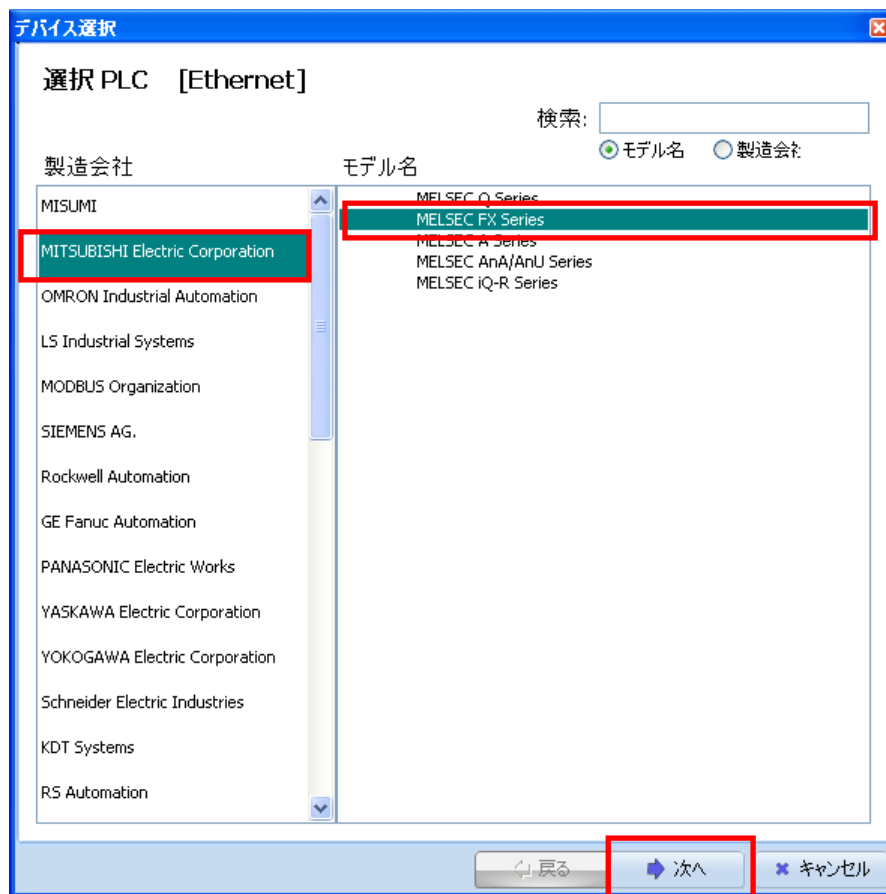 デバイス選択
選択 PLC [Ethernet]
検索:
モデル名 製造会社
製造会社
モデル名
MISUMI
MITSUBISHI Electric Corporation
OMRON Industrial Automation
LS Industrial Systems
MODBUS Organization
SIEMENS AG.
Rockwell Automation
GE Fanuc Automation
PANASONIC Electric Works
YASKAWA Electric Corporation
YOKOGAWA Electric Corporation
Schneider Electric Industries
KDT Systems
RS Automation
MELSEC Q Series
MELSEC FX Series
MELSEC A Series
MELSEC AnA/AnU Series
MELSEC iQ-R Series
戻る
次へ
キャンセル